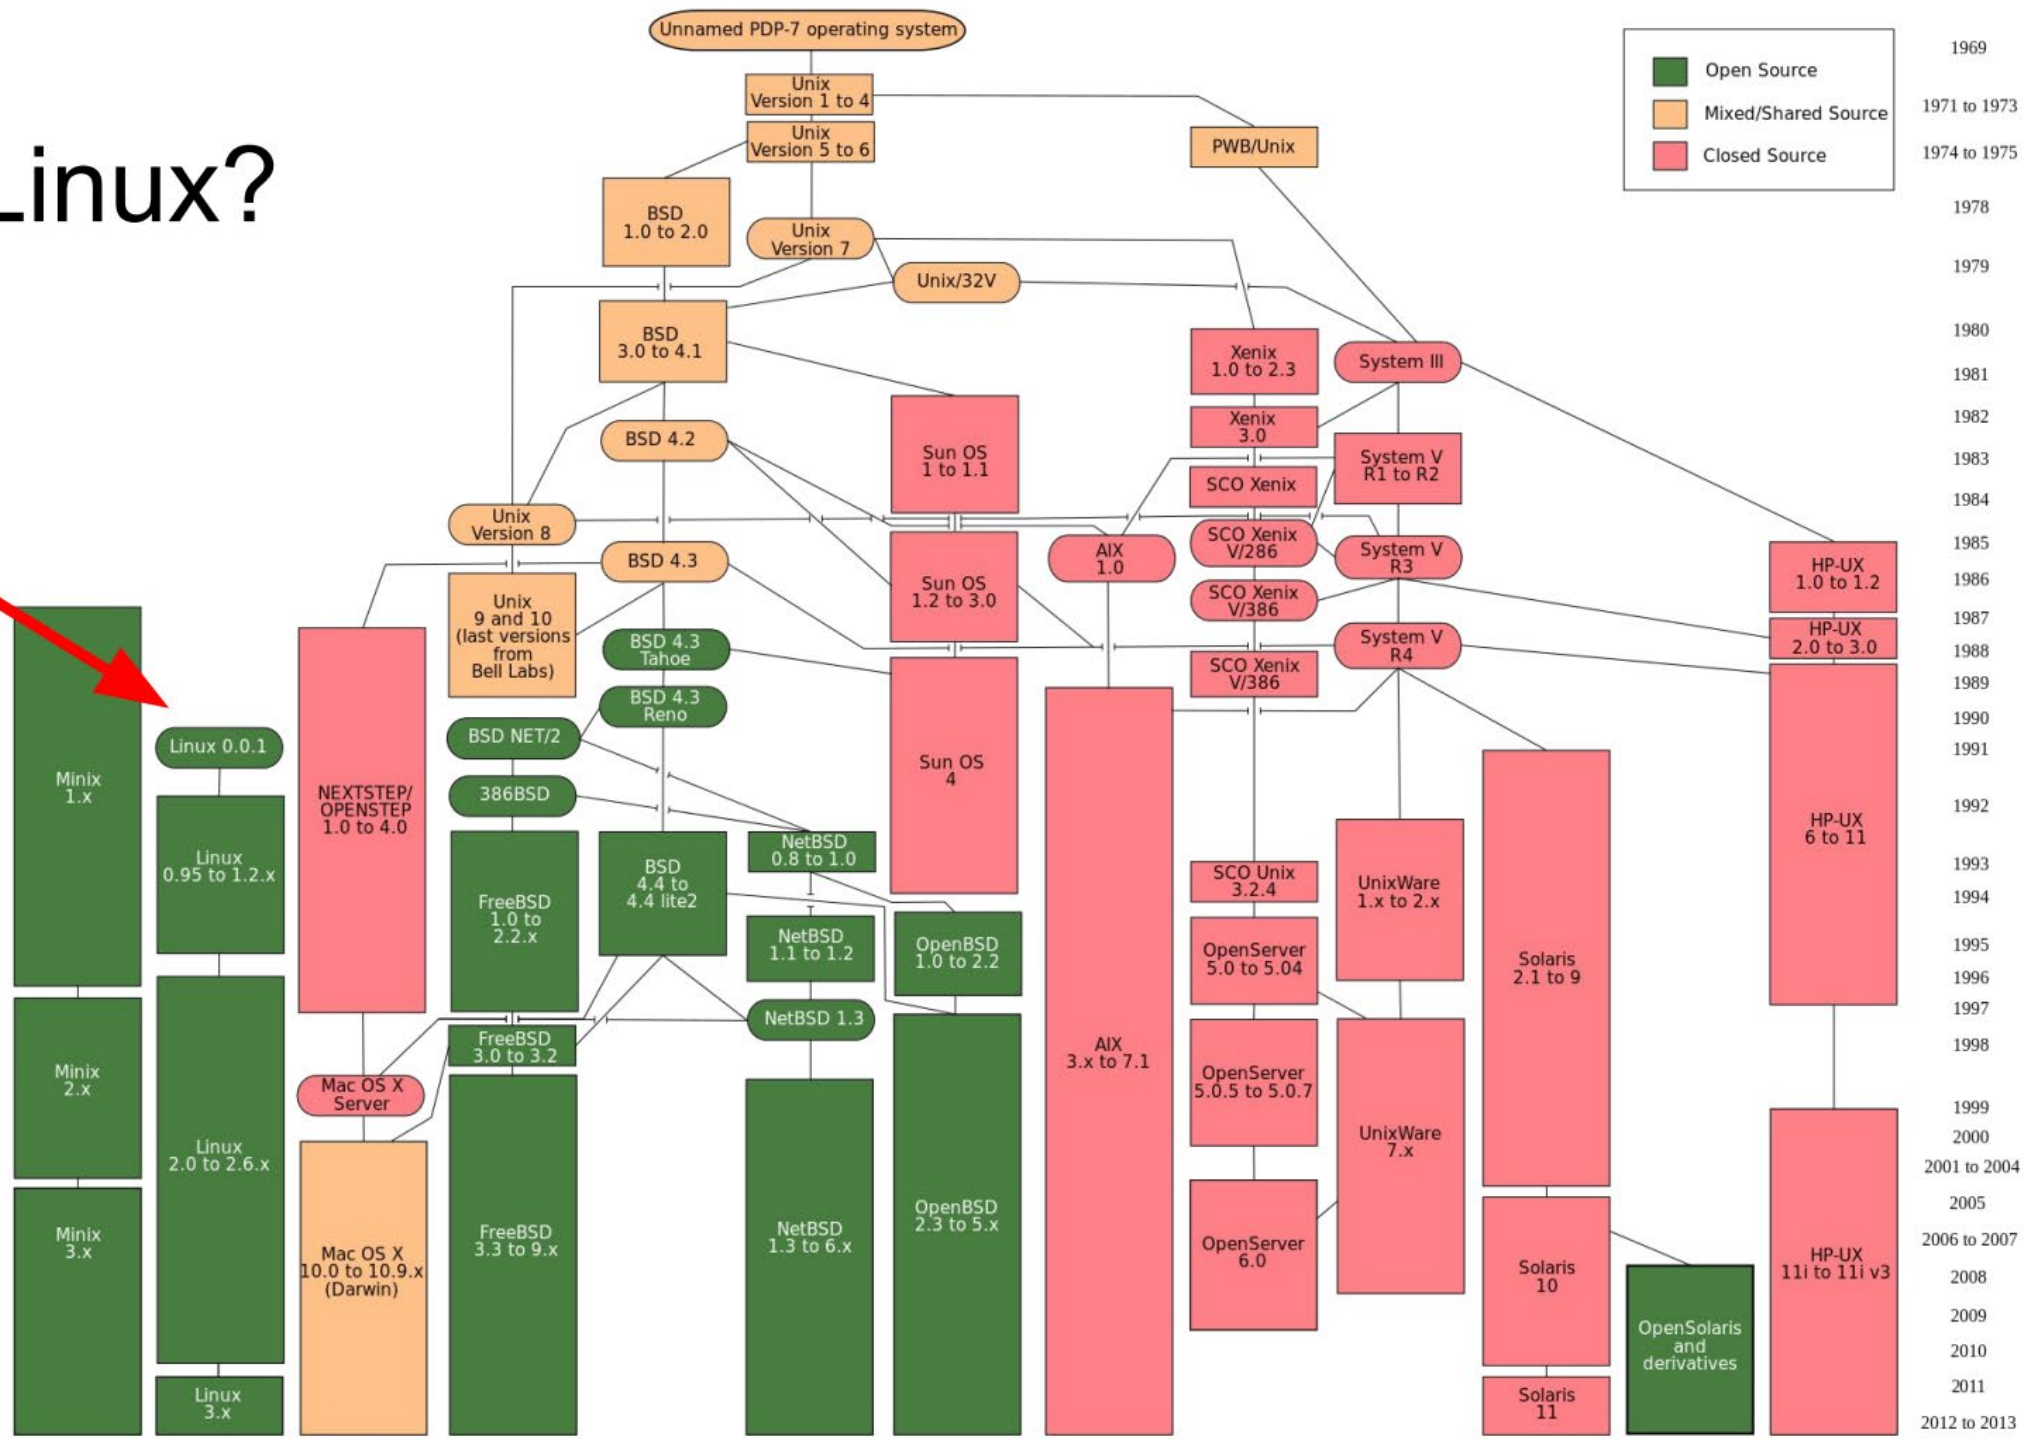 Linux?
Unnamed PDP-7 operating system
Unix
Version 1 to 4
Unix
Version 5 to 6
PWB/Unix
BSD
1.0 to 2.0
Unix
Version 7
Unix/32V
BSD
3.0 to 4.1
Xenix
1.0 to 2.3
System III
Xenix
3.0
BSD 4.2
Sun OS
1 to 1.1
System V
R1 to R2
SCO Xenix
Unix
Version 8
SCO Xenix
V/286
AIX
1.0
System V
R3
BSD 4.3
HP-UX
1.0 to 1.2
Sun OS
1.2 to 3.0
SCO Xenix
V/386
Unix
9 and 10
(last versions
from
Bell Labs)
HP-UX
2.0 to 3.0
BSD 4.3
Tahoe
System V
R4
SCO Xenix
V/386
BSD 4.3
Reno
BSD NET/2
Linux 0.0.1
Minix
1.x
NEXTSTEP/
OPENSTEP
1.0 to 4.0
386BSD
Sun OS
4
HP-UX
6 to 11
NetBSD
0.8 to 1.0
Linux
0.95 to 1.2.x
BSD
4.4 to
4.4 lite2
SCO Unix
3.2.4
UnixWare
1.x to 2.x
FreeBSD
1.0 to
2.2.x
NetBSD
1.1 to 1.2
OpenBSD
1.0 to 2.2
OpenServer
5.0 to 5.04
Solaris
2.1 to 9
NetBSD 1.3
FreeBSD
3.0 to 3.2
AIX
3.x to 7.1
Minix
2.x
Mac OS X
Server
OpenServer
5.0.5 to 5.0.7
UnixWare
7.x
Linux
2.0 to 2.6.x
Minix
3.x
Mac OS X
10.0 to 10.9.x
(Darwin)
FreeBSD
3.3 to 9.x
NetBSD
1.3 to 6.x
OpenBSD
2.3 to 5.x
OpenServer
6.0
Solaris
10
HP-UX
11i to 11i v3
OpenSolaris
and
derivatives
Linux
3.x
Solaris
11
Open Source
Mixed/Shared Source
Closed Source
1969
1971 to 1973
1974 to 1975
1978
1979
1980
1981
1982
1983
1984
1985
1986
1987
1988
1989
1990
1991
1992
1993
1994
1995
1996
1997
1998
1999
2000
2001 to 2004
2005
2006 to 2007
2008
2009
2010
2011
2012 to 2013